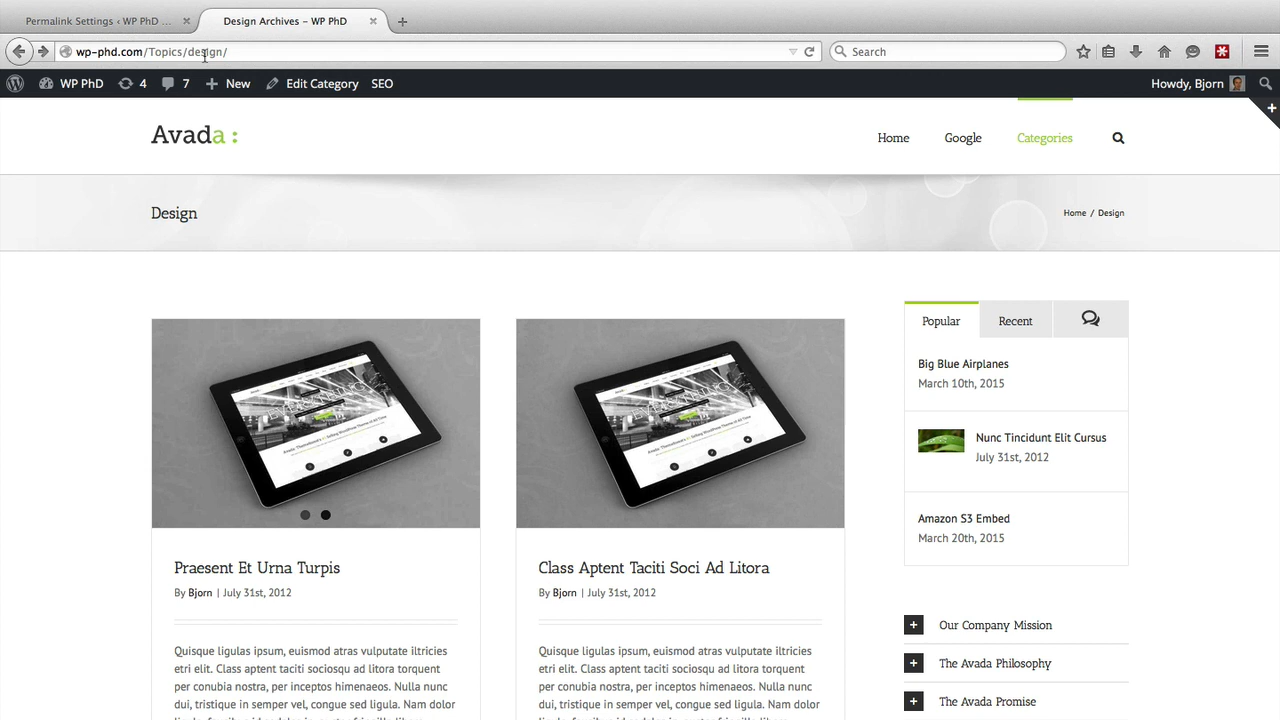 Permalink Settings ‹ WP PhD ...
Design Archives – WP PhD
wp-phd.com/Topics/design/
Search
WP PhD
4
7
New
Edit Category
SEO
Howdy, Bjorn
Avada :
Home
Google
Categories
Design
Home / Design
Popular
Recent
Big Blue Airplanes
March 10th, 2015
Nunc Tincidunt Elit Cursus
July 31st, 2012
Amazon S3 Embed
March 20th, 2015
Praesent Et Urna Turpis
By Bjorn | July 31st, 2012
Quisque ligulas ipsum, euismod atras vulputate iltricies
etri elit. Class aptent taciti sociosqu ad litora torquent
per conubia nostra, per inceptos himenaeos. Nulla nunc
dui, tristique in semper vel, congue sed ligula. Nam dolor
Class Aptent Taciti Soci Ad Litora
By Bjorn | July 31st, 2012
Quisque ligulas ipsum, euismod atras vulputate iltricies
etri elit. Class aptent taciti sociosqu ad litora torquent
per conubia nostra, per inceptos himenaeos. Nulla nunc
dui, tristique in semper vel, congue sed ligula. Nam dolor
Our Company Mission
The Avada Philosophy
The Avada Promise